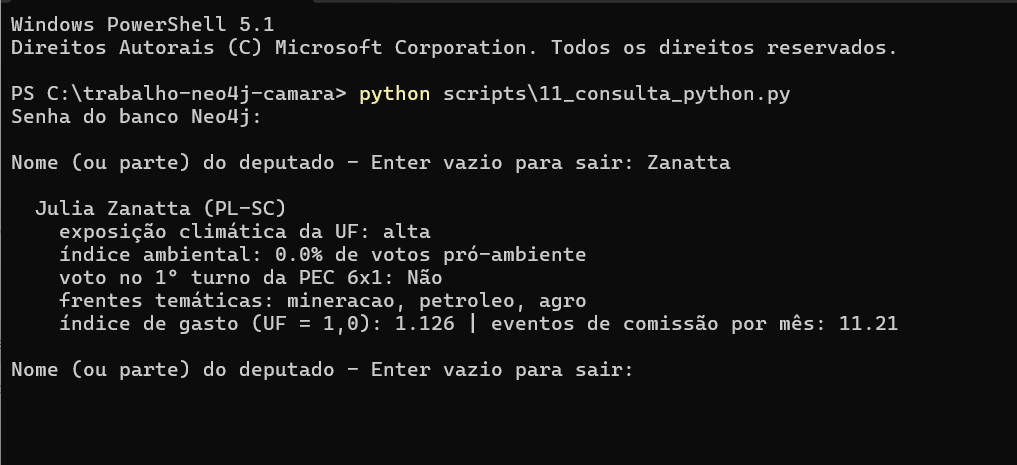 Windows PowerShell 5.1
Direitos Autorais (C) Microsoft Corporation. Todos os direitos reservados.
PS C:\trabalho-neo4j-camara> python scripts\11_consulta_python.py
Senha do banco Neo4j:
Nome (ou parte) do deputado - Enter vazio para sair: Zanatta
Julia Zanatta (PL-SC)
exposição climática da UF: alta
índice ambiental: 0.0% de votos pró-ambiente
voto no 1º turno da PEC 6x1: Não
frentes temáticas: mineracao, petroleo, agro
índice de gasto (UF = 1,0): 1.126 | eventos de comissão por mês: 11.21
Nome (ou parte) do deputado - Enter vazio para sair: